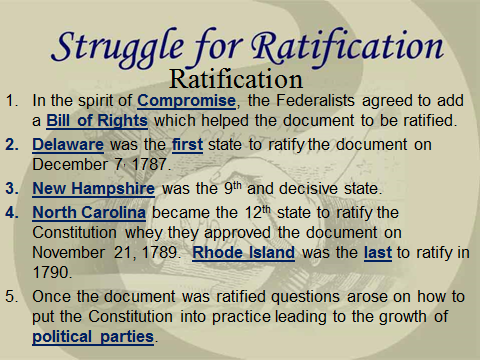 Struggle for Ratification
Ratification
1. In the spirit of Compromise, the Federalists agreed to add
a Bill of Rights which helped the document to be ratified.
2. Delaware was the first state to ratify the document on
December 7, 1787.
3. New Hampshire was the 9th and decisive state.
4. North Carolina became the 12th state to ratify the
Constitution whey they approved the document on
November 21, 1789. Rhode Island was the last to ratify in
1790.
5. Once the document was ratified questions arose on how to
put the Constitution into practice leading to the growth of
political parties.